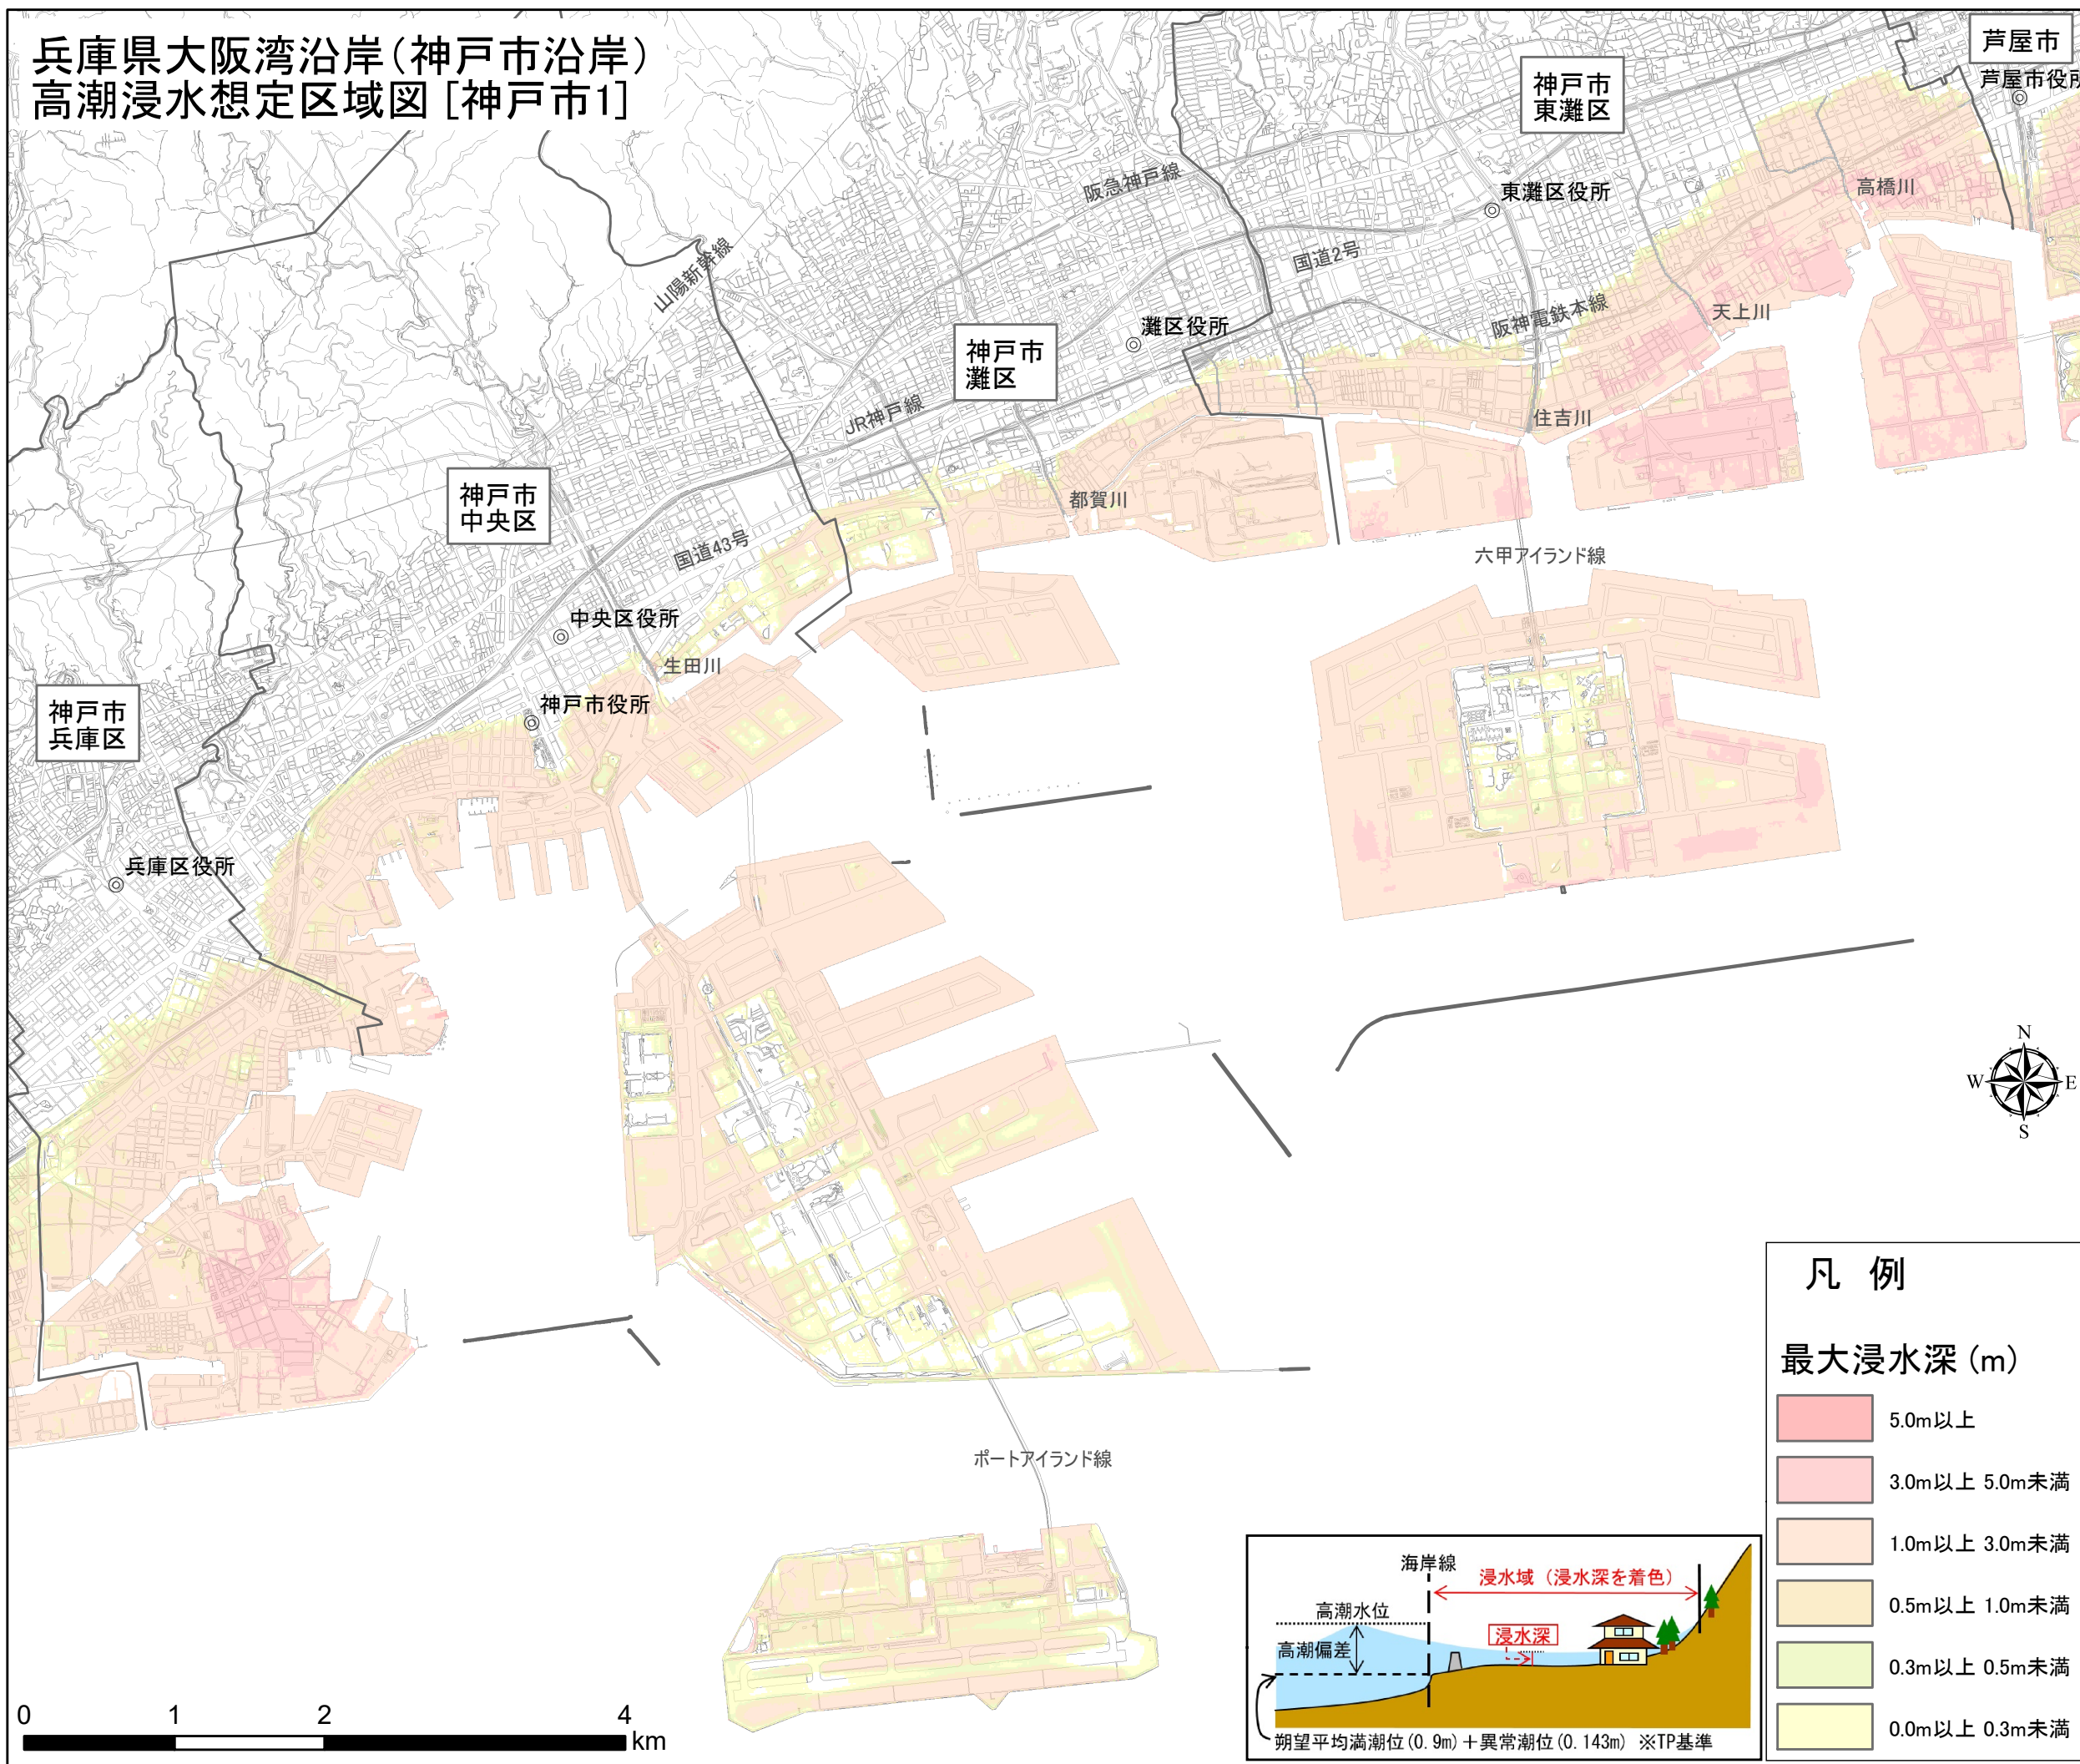 兵庫県大阪湾沿岸(神戸市沿岸)
高潮浸水想定区域図 [神戸市1]
芦屋市
芦屋市役所
神戸市
東灘区
阪急神戸線
東灘区役所
高橋川
国道2号
山陽新幹線
阪神電鉄本線
天上川
灘区役所
神戸市
灘区
JR神戸線
住吉川
神戸市
中央区
都賀川
国道43号
六甲アイランド線
中央区役所
生田川
神戸市役所
神戸市
兵庫区
兵庫区役所
N
W
E
S
ポートアイランド線
凡 例
最大浸水深(m)
5.0m以上
3.0m以上 5.0m未満
1.0m以上 3.0m未満
0.5m以上 1.0m未満
0.3m以上 0.5m未満
0.0m以上 0.3m未満
海岸線
浸水域(浸水深を着色)
高潮水位
浸水深
高潮偏差
朔望平均満潮位(0.9m)+異常潮位(0.143m) ※TP基準
0 1 2 4
km